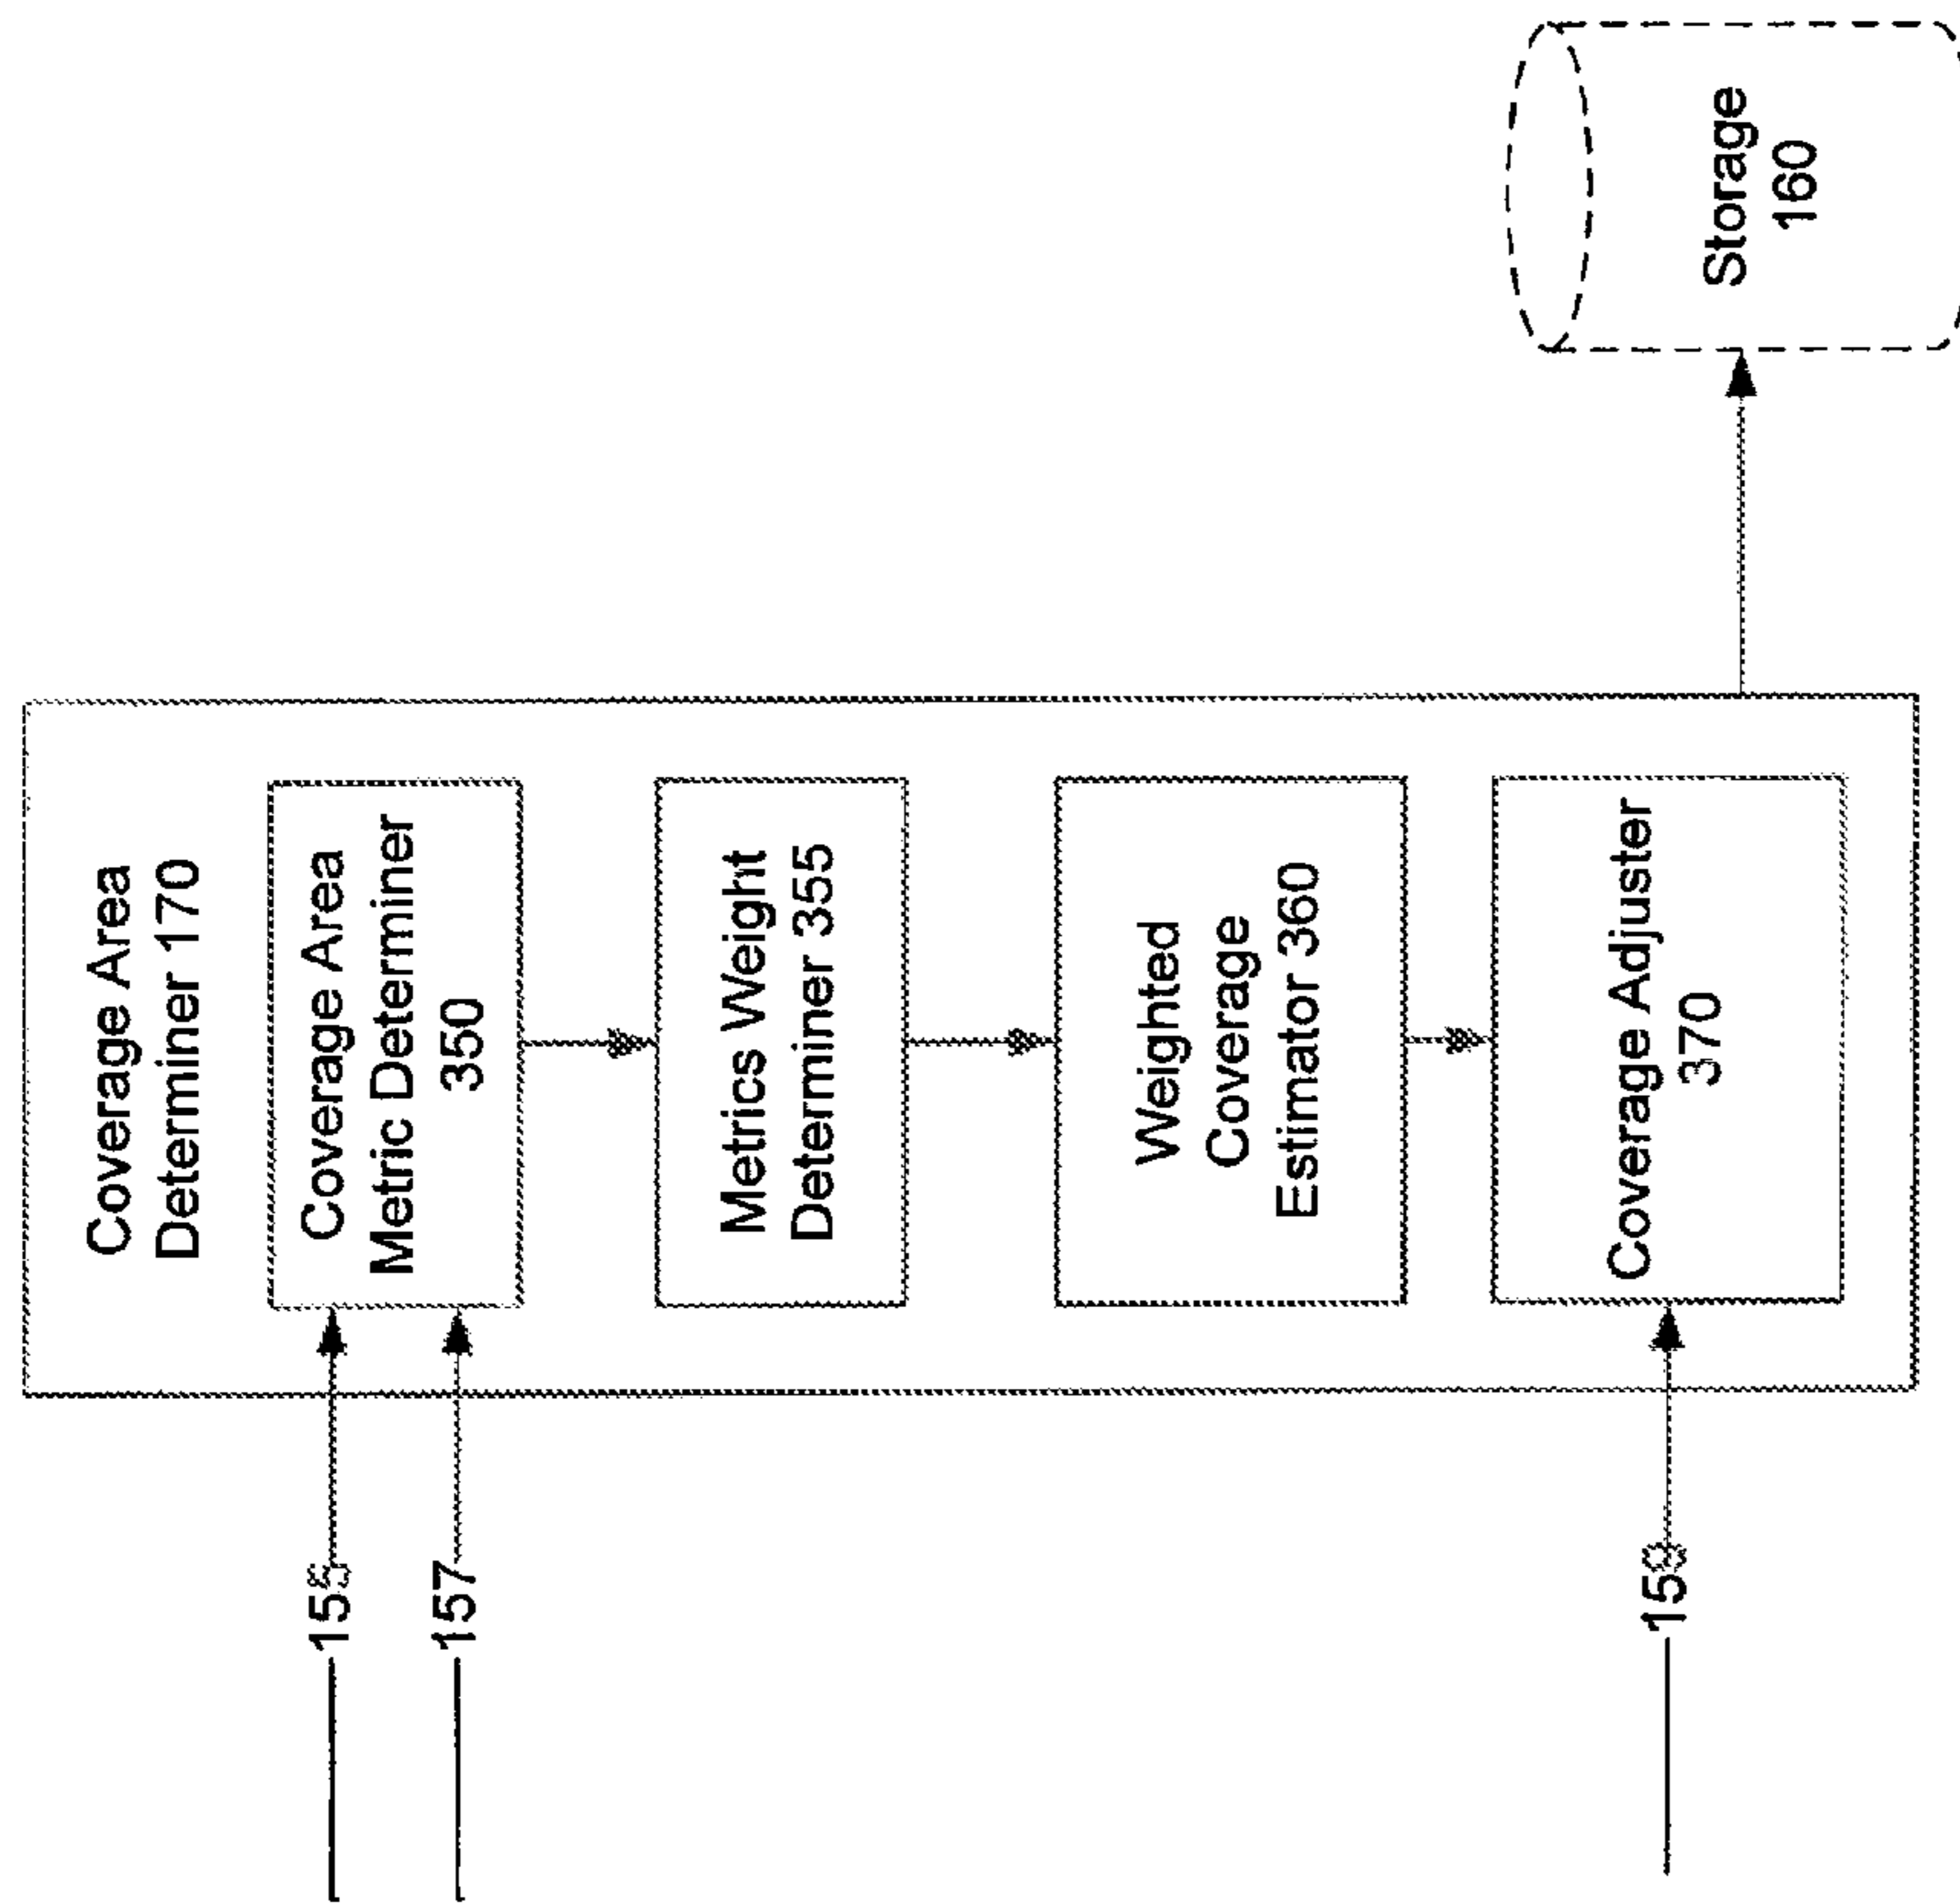 Coverage Area
Determiner 170
Coverage Area
Metric Determiner
350
Metrics Weight
Determiner 355
Weighted
Coverage
Estimator 360
Coverage Adjuster
370
155
157
Storage
160